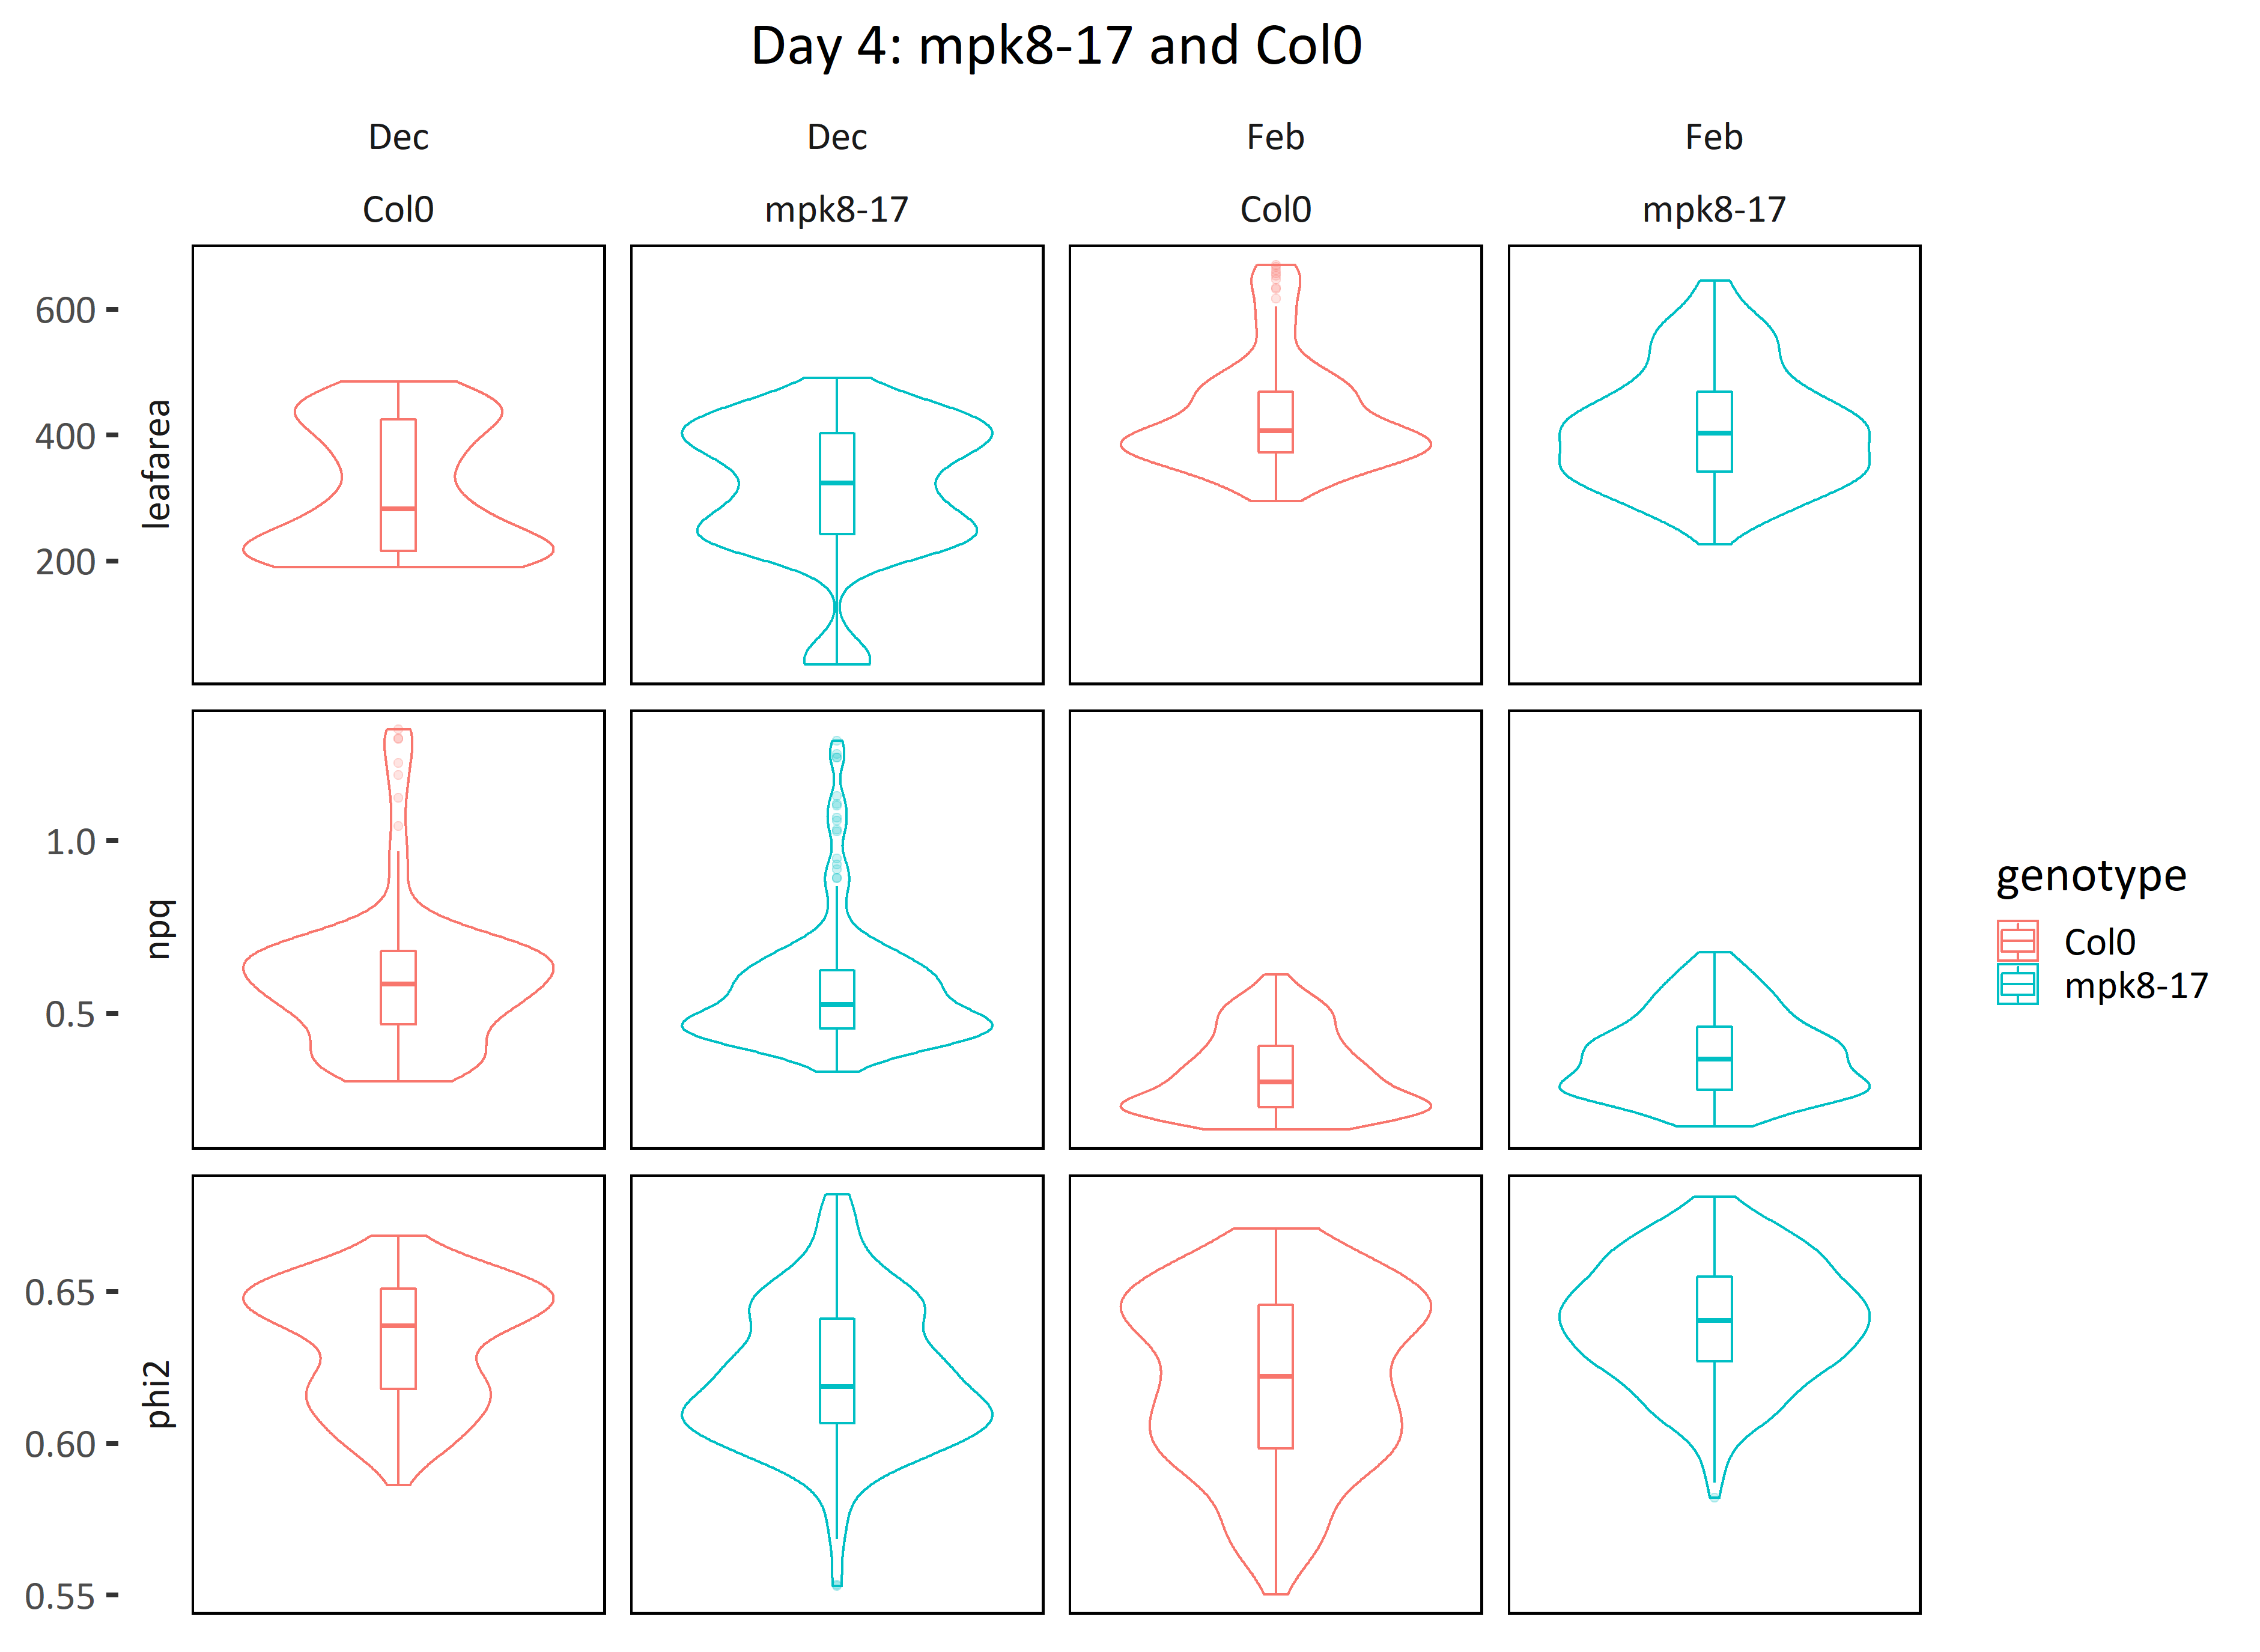 Day 4: mpk8-17 and Col0
Dec Dec Feb Feb
Col0 mpk8-17 Col0 mpk8-17
600
400
200
leafarea
1.0
0.5
npq
0.65
0.60
0.55
phi2
genotype
Col0
mpk8-17